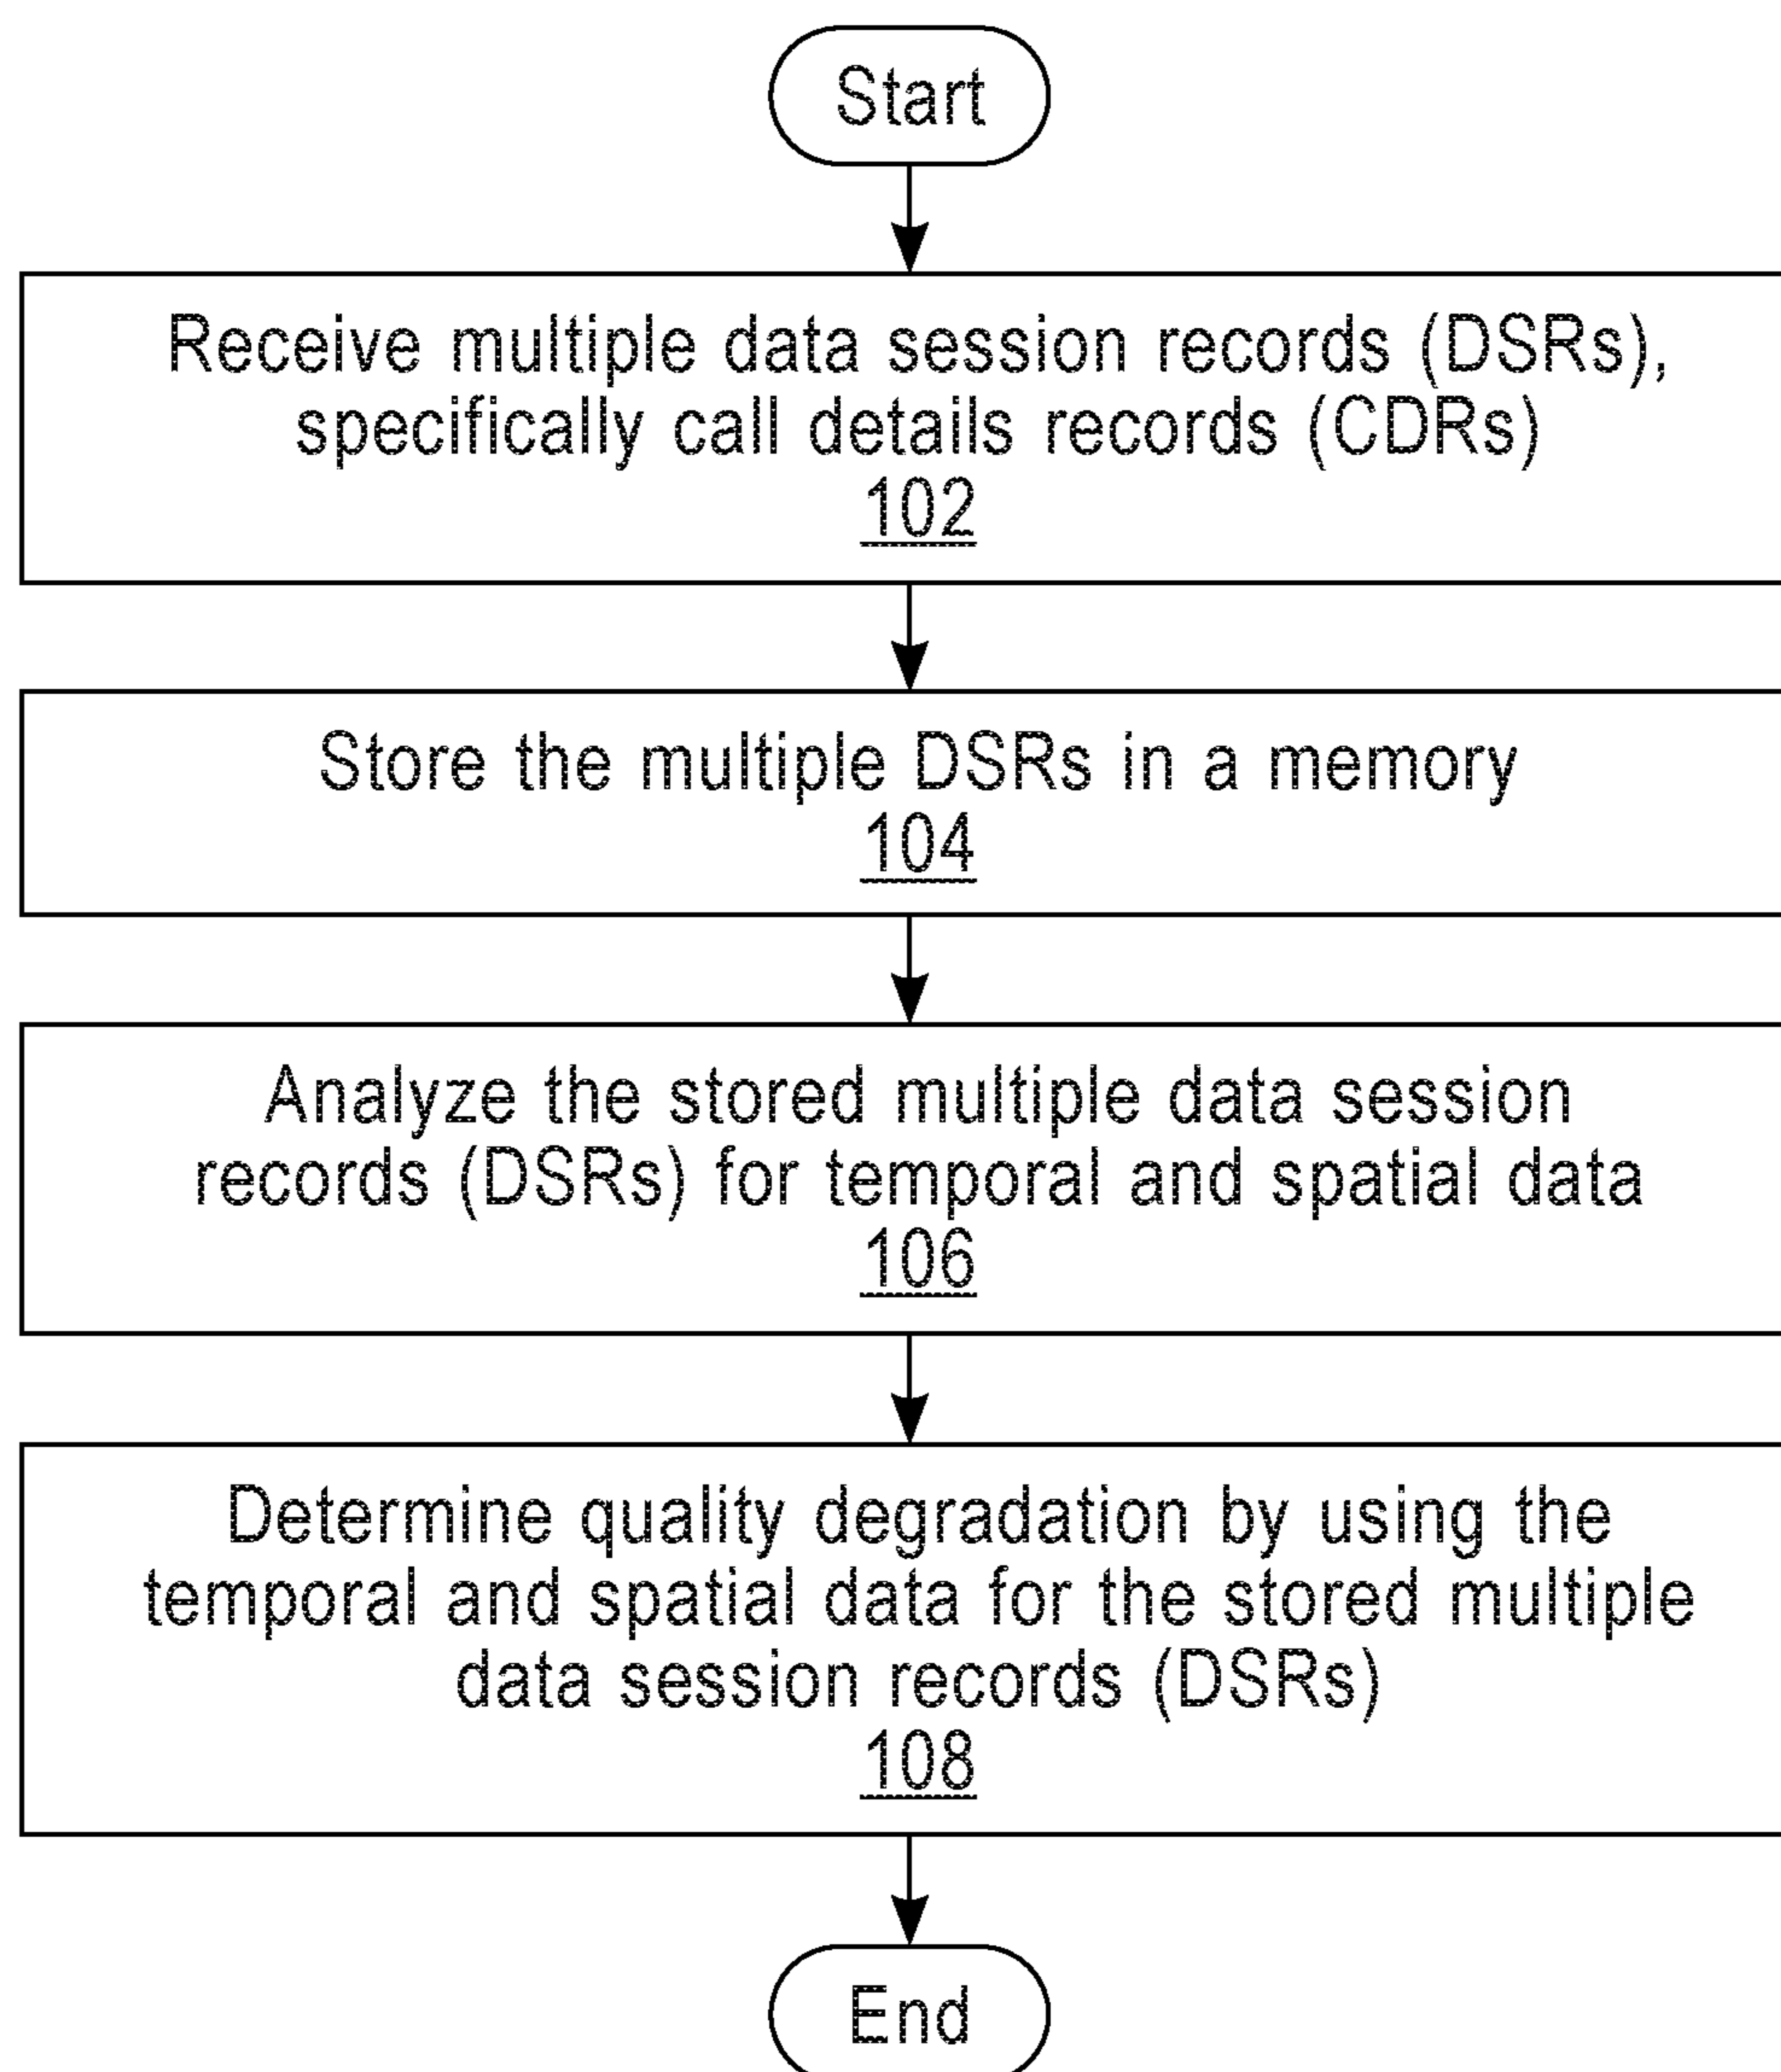 Start
Receive multiple data session records (DSRs),
specifically call details records (CDRs)
102
Store the multiple DSRs in a memory
104
Analyze the stored multiple data session
records (DSRs) for temporal and spatial data
106
Determine quality degradation by using the
temporal and spatial data for the stored multiple
data session records (DSRs)
108
End